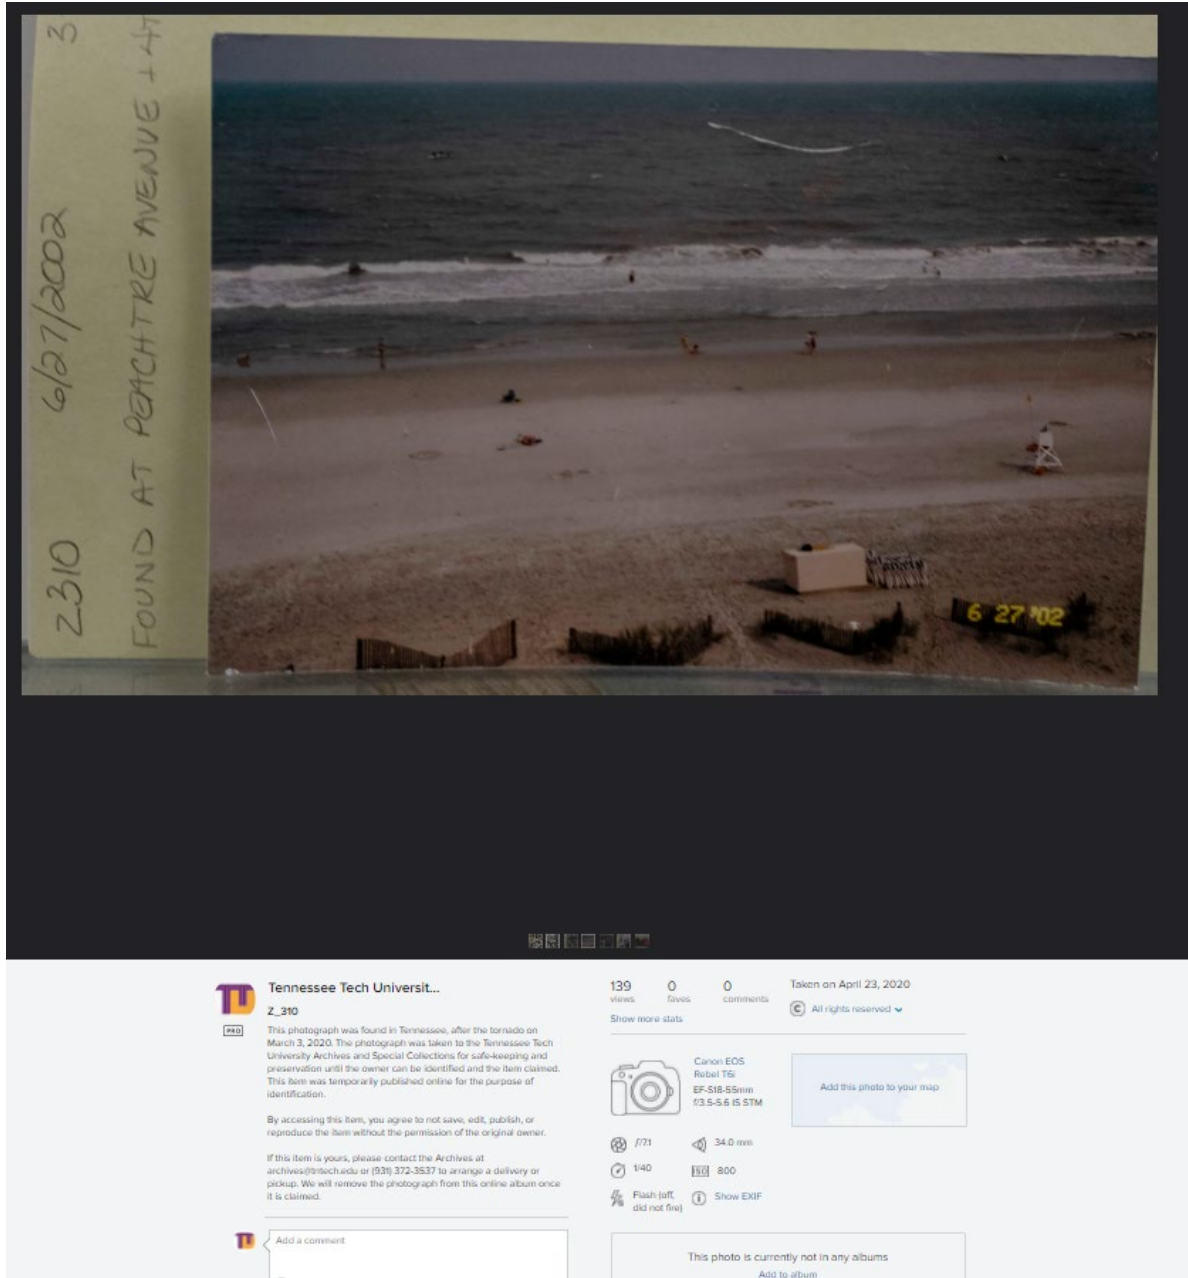 Z310 6/27/2002 3
FOUND AT PEACHTRE AVENUE + 4T
6 27 '02
Tennessee Tech Universit...
Z_310
PRO
This photograph was found in Tennessee, after the tornado on
March 3, 2020. The photograph was taken to the Tennessee Tech
University Archives and Special Collections for safe-keeping and
preservation until the owner can be identified and the item claimed.
This item was temporarily published online for the purpose of
identification.
By accessing this item, you agree to not save, edit, publish, or
reproduce the item without the permission of the original owner.
If this item is yours, please contact the Archives at
archives@tntech.edu or (931) 372-3537 to arrange a delivery or
pickup. We will remove the photograph from this online album once
it is claimed.
Add a comment
139 0 0
views faves comments
Show more stats
Taken on April 23, 2020
All rights reserved
Canon EOS
Rebel T6i
EF-S18-55mm
f/3.5-5.6 IS STM
ƒ/7.1 34.0 mm
1/40 ISO 800
Flash (off,
did not fire)
Show EXIF
Add this photo to your map
This photo is currently not in any albums
Add to album